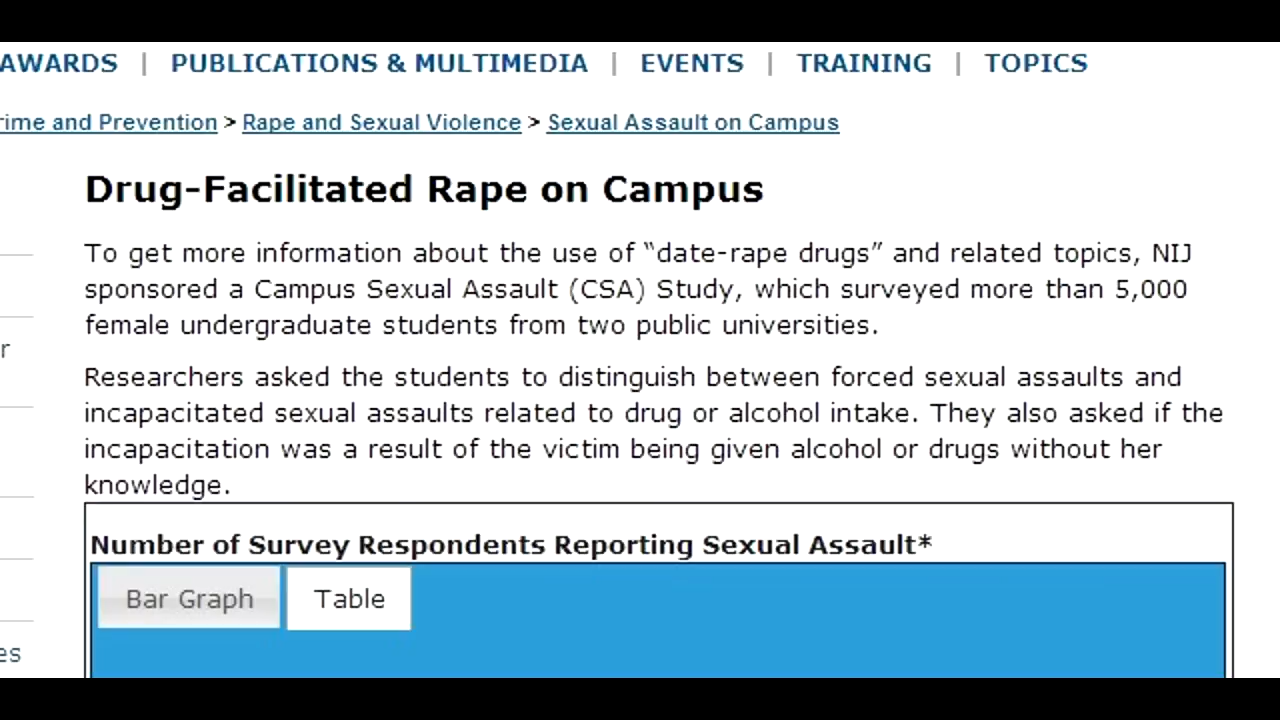 AWARDS | PUBLICATIONS & MULTIMEDIA | EVENTS | TRAINING | TOPICS
rime and Prevention > Rape and Sexual Violence > Sexual Assault on Campus
Drug-Facilitated Rape on Campus
To get more information about the use of “date-rape drugs” and related topics, NIJ
sponsored a Campus Sexual Assault (CSA) Study, which surveyed more than 5,000
female undergraduate students from two public universities.
r
Researchers asked the students to distinguish between forced sexual assaults and
incapacitated sexual assaults related to drug or alcohol intake. They also asked if the
incapacitation was a result of the victim being given alcohol or drugs without her
knowledge.
Number of Survey Respondents Reporting Sexual Assault*
Bar Graph Table
es